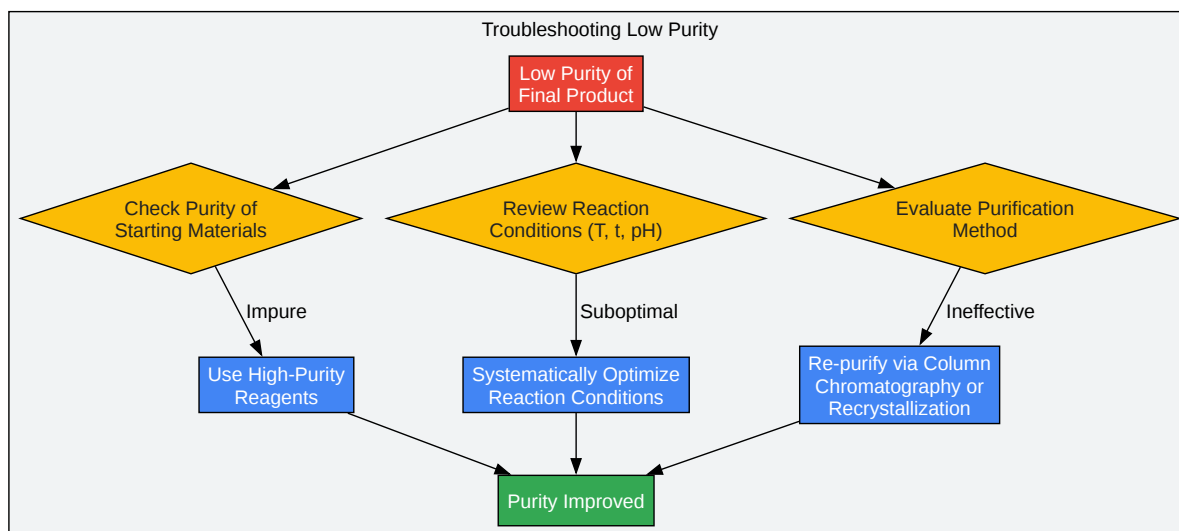 Troubleshooting Low Purity
Low Purity of
Final Product
Check Purity of
Starting Materials
Review Reaction
Conditions (T, t, pH)
Evaluate Purification
Method
Impure
Suboptimal
Ineffective
Use High-Purity
Reagents
Systematically Optimize
Reaction Conditions
Re-purify via Column
Chromatography or
Recrystallization
Purity Improved